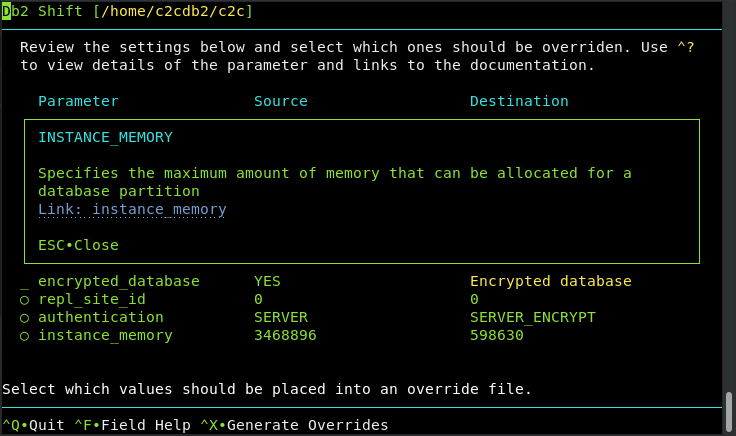 Db2 Shift [/home/c2cdb2/c2c]
Review the settings below and select which ones should be overriden. Use ^?
to view details of the parameter and links to the documentation.
Parameter Source Destination
INSTANCE_MEMORY
Specifies the maximum amount of memory that can be allocated for a
database partition
Link: instance_memory
ESC•Close
_ encrypted_database YES Encrypted database
○ repl_site_id 0 0
○ authentication SERVER SERVER_ENCRYPT
○ instance_memory 3468896 598630
Select which values should be placed into an override file.
^Q•Quit ^F•Field Help ^X•Generate Overrides